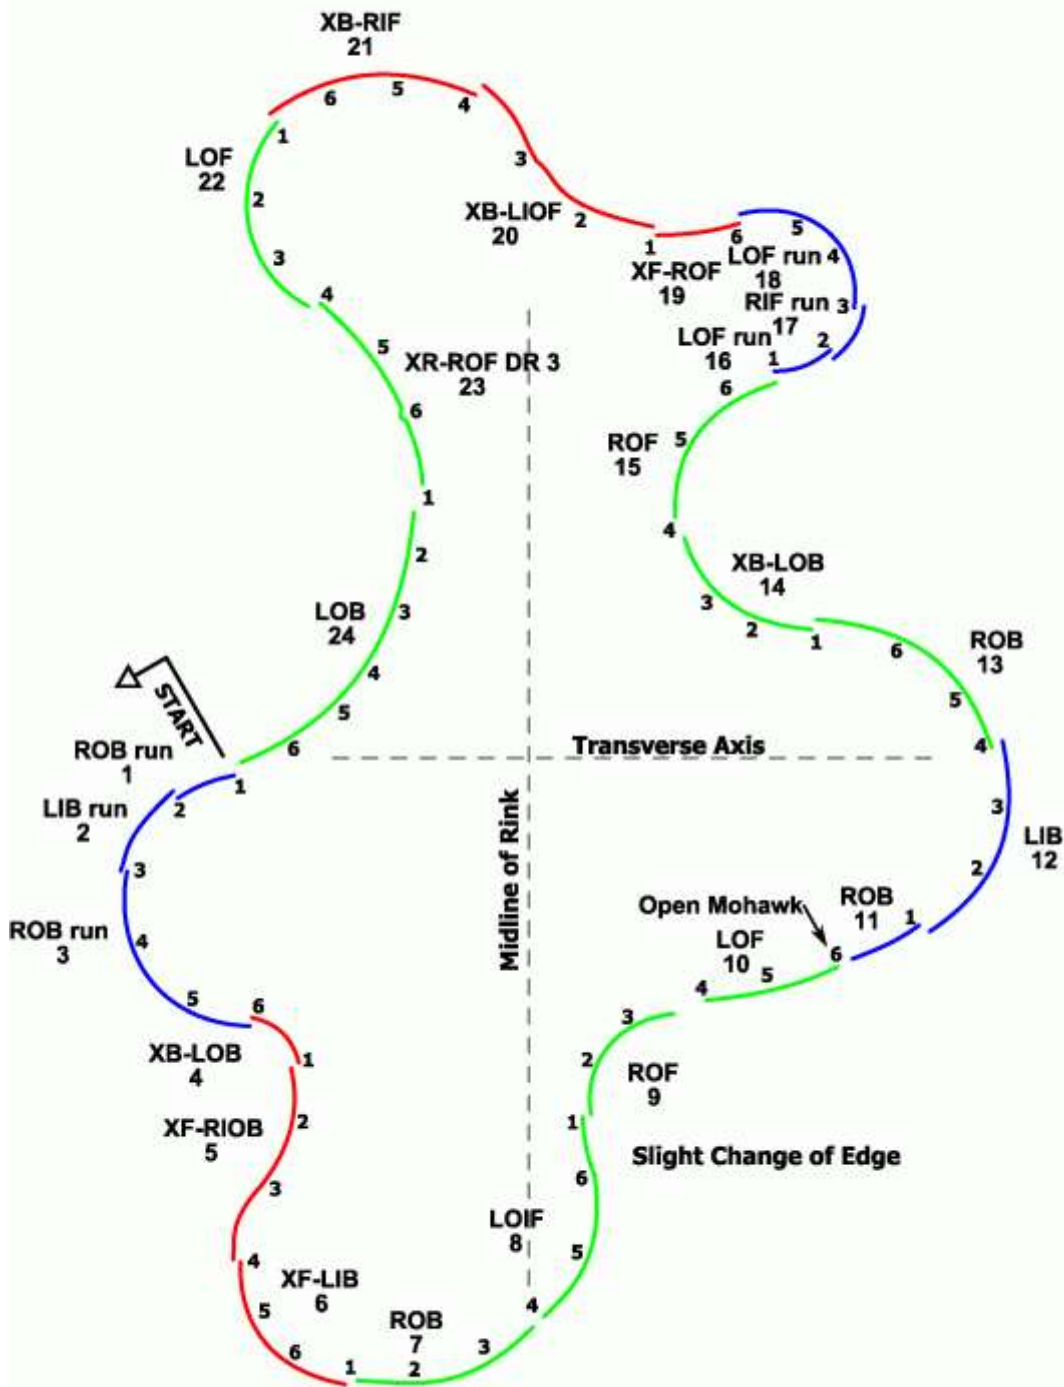 XB-RIF
21
6
5
4
1
LOF
22
2
3
3
XB-LIOF
20
2
1
6
5
4
XF-ROF
19
LOF run
18
RIF run
17
3
LOF run
16
1
2
4
5
6
XR-ROF DR 3
23
6
ROF
15
5
4
1
2
3
XB-LOB
14
3
2
1
6
ROB
13
5
4
LOB
24
4
5
6
START
Transverse Axis
Midline of Rink
ROB run
1
1
2
LIB run
2
3
ROB run
3
4
5
6
3
LIB
12
2
ROB
11
1
Open Mohawk
6
LOF
10
5
4
XB-LOB
4
1
3
2
ROF
9
1
XF-RIOB
5
2
3
Slight Change of Edge
6
LOIF
8
5
4
4
XF-LIB
6
5
6
ROB
7
1
2
3